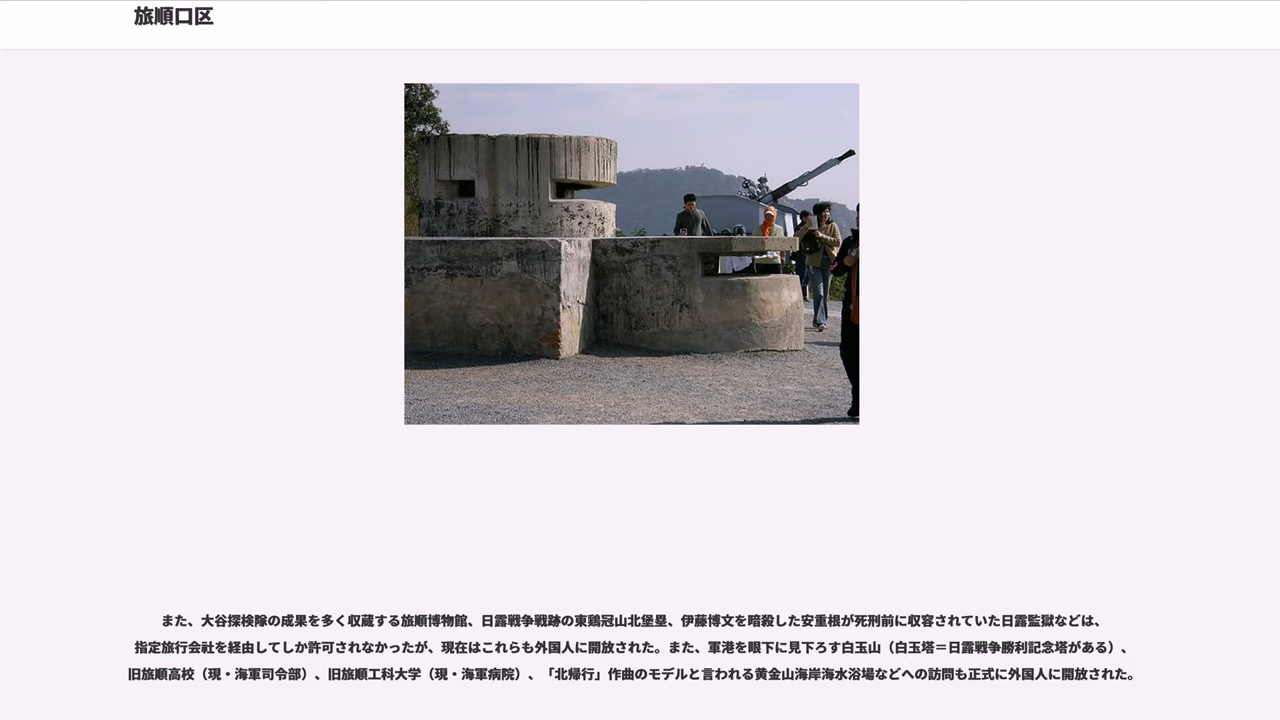 旅順口区
また、大谷探検隊の成果を多く収蔵する旅順博物館、日露戦争戦跡の東鶏冠山北堡塁、伊藤博文を暗殺した安重根が死刑前に収容されていた日露監獄などは、
指定旅行会社を経由してしか許可されなかったが、現在はこれらも外国人に開放された。また、軍港を眼下に見下ろす白玉山（白玉塔＝日露戦争勝利記念塔がある）、
旧旅順高校（現・海軍司令部）、旧旅順工科大学（現・海軍病院）、「北帰行」作曲のモデルと言われる黄金山海岸海水浴場などへの訪問も正式に外国人に開放された。